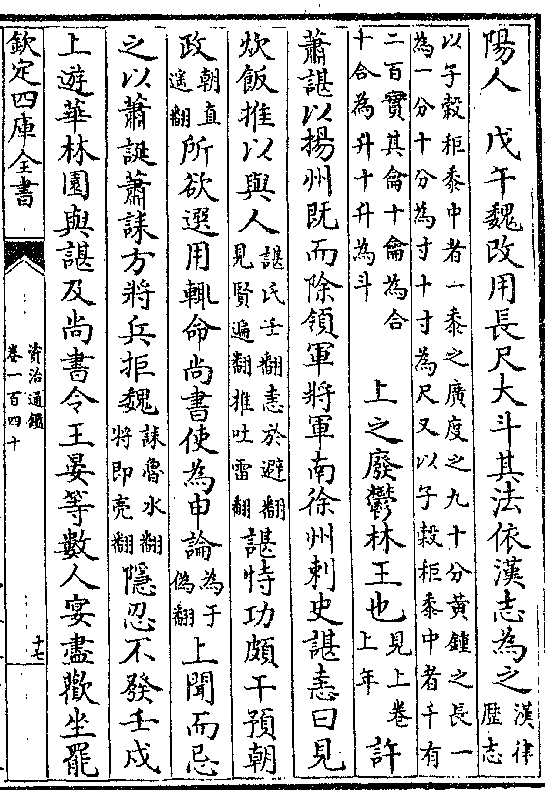 陽人　戊午魏改用長尺大斗其法依漢志為之漢律歴志
以子榖秬黍中者一黍之廣度之九十分黃鍾之長一
為一分十分為寸十寸為尺又以子榖秬黍中者千有
二百實其龠十龠為合十合為升十升為斗　上之廢鬱林王也見上卷上年許
蕭諶以揚州既而除領軍將軍南徐州刺史諶恚曰見
炊飯推以與人諶氏壬翻恚於避翻見賢遍翻推吐雷翻諶恃功頗干預朝
政朝直遥翻所欲選用輒命尚書使為申論為于偽翻上聞而忌
之以蕭誕蕭誄方將兵拒魏誄魯水翻將即亮翻隱忍不發壬戌
上遊華林園與諶及尚書令王晏等數人宴盡歡坐罷
欽定四庫全書
資治通鑑
卷一百四十
十七